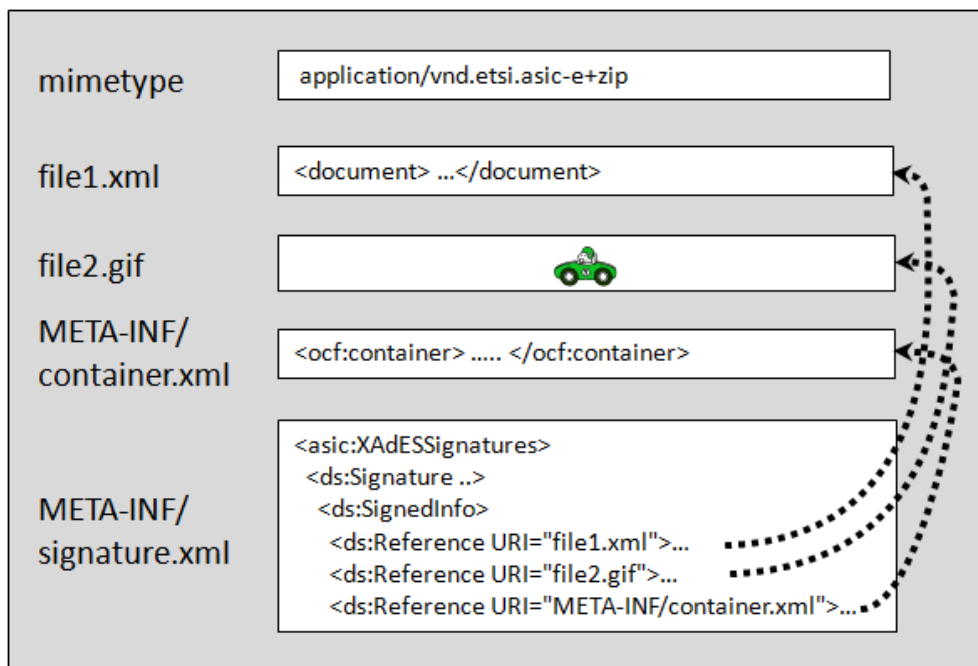 mimetype
application/vnd.etsi.asic-e+zip
file1.xml
<document> ...</document>
file2.gif
META-INF/
container.xml
<ocf:container> ..... </ocf:container>
META-INF/
signature.xml
<asic:XAdESSignatures>
<ds:Signature ..>
<ds:SignedInfo>
<ds:Reference URI="file1.xml">...
<ds:Reference URI="file2.gif">...
<ds:Reference URI="META-INF/container.xml">...